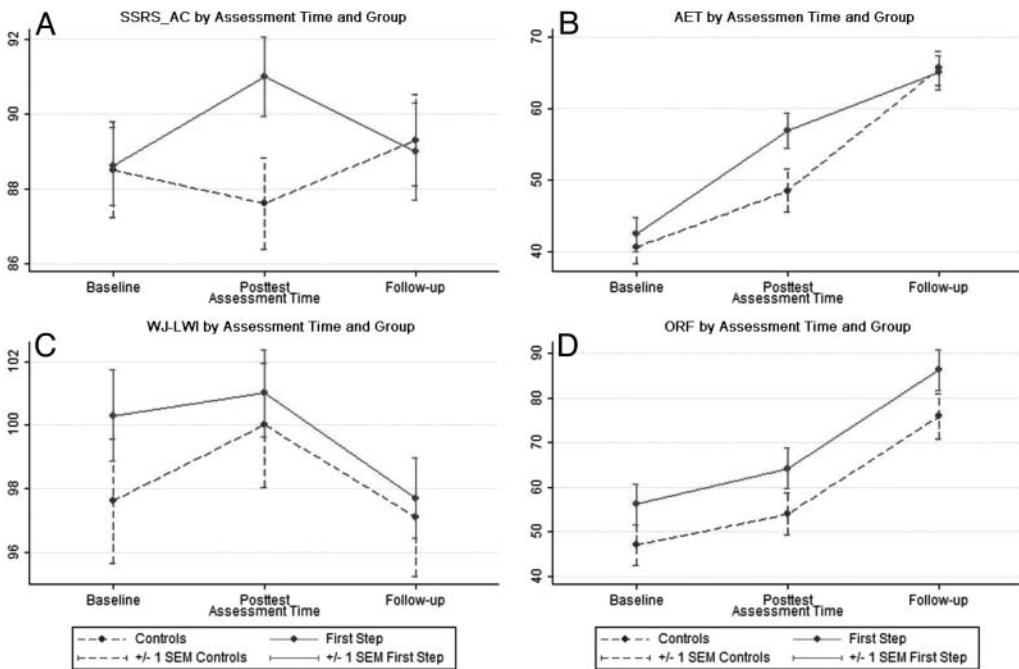 A
SSRS_AC by Assessment Time and Group
92
90
88
86
Baseline
Posttest
Follow-up
Assessment Time
B
AET by Assessmen Time and Group
70
60
50
40
Baseline
Posttest
Follow-up
Assessment Time
C
WJ-LWI by Assessment Time and Group
102
100
98
96
Baseline
Posttest
Follow-up
Assessment Time
Controls
First Step
+/- 1 SEM Controls
+/- 1 SEM First Step
D
ORF by Assessment Time and Group
90
80
70
60
50
40
Baseline
Posttest
Follow-up
Assessment Time
Controls
First Step
+/- 1 SEM Controls
+/- 1 SEM First Step